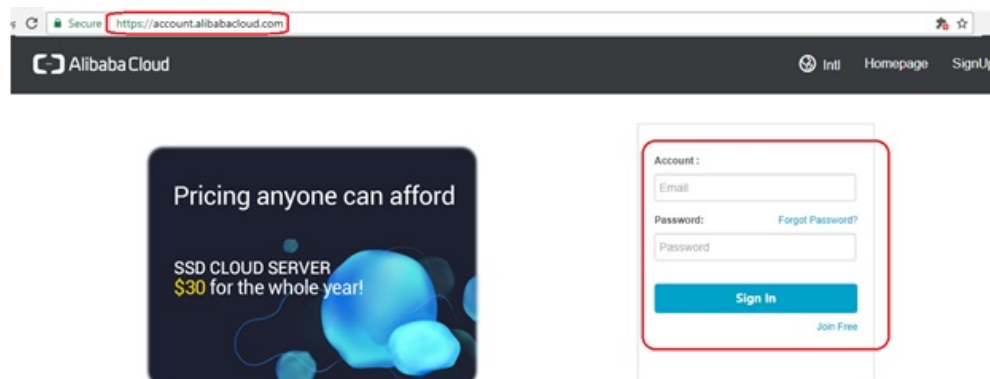 Secure https://account.alibabacloud.com
Alibaba Cloud Intl Homepage SignUp
Pricing anyone can afford
SSD CLOUD SERVER
$30 for the whole year!
Account :
Email
Password: Forgot Password?
Password
Sign In
Join Free